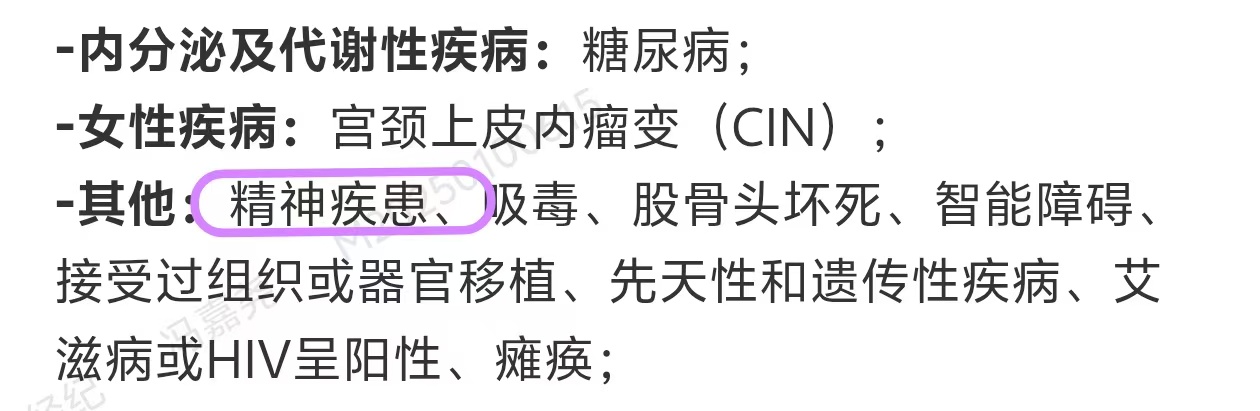 -内分泌及代谢性疾病：糖尿病；
-女性疾病：宫颈上皮内瘤变（CIN）；
-其他：精神疾患、吸毒、股骨头坏死、智能障碍、
接受过组织或器官移植、先天性和遗传性疾病、艾
滋病或HIV呈阳性、瘫痪；